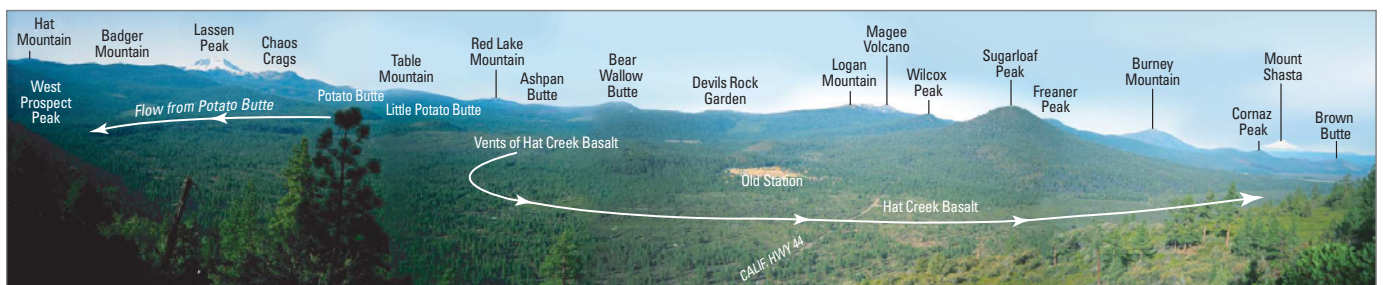 Hat
Mountain
Badger
Mountain
Lassen
Peak
Chaos
Crags
Table
Mountain
Red Lake
Mountain
Ashpan
Butte
Bear
Wallow
Butte
Devils Rock
Garden
Logan
Mountain
Magee
Volcano
Wilcox
Peak
Sugarloaf
Peak
Freaner
Peak
Burney
Mountain
Cornaz
Peak
Mount
Shasta
Brown
Butte
West
Prospect
Peak
Flow from Potato Butte
Potato Butte
Little Potato Butte
Vents of Hat Creek Basalt
Old Station
Hat Creek Basalt
CALIF. HWY 44